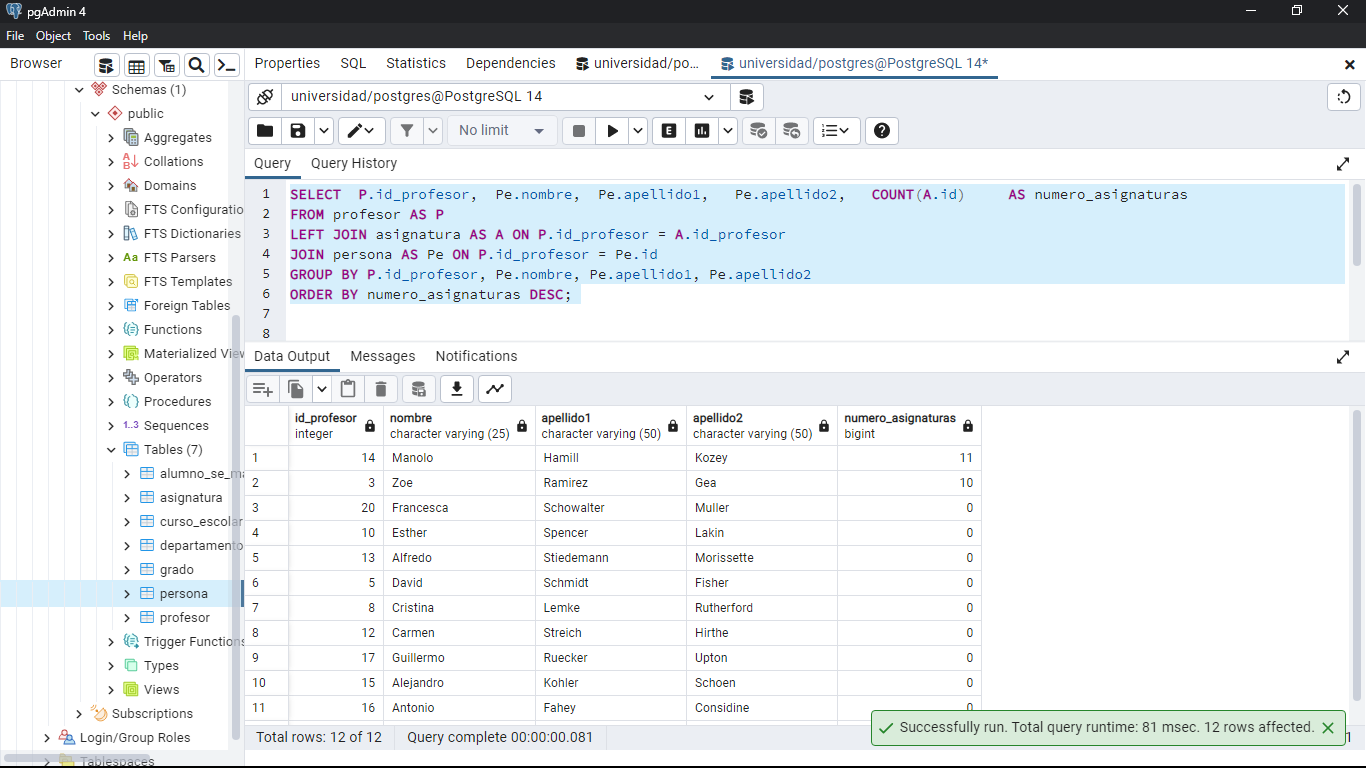 pgAdmin 4
File Object Tools Help
Browser
Properties SQL Statistics Dependencies universidad/po... universidad/postgres@PostgreSQL 14*
Schemas (1)
public
Aggregates
Collations
Domains
FTS Configuratio
FTS Dictionaries
Aa FTS Parsers
FTS Templates
Foreign Tables
Functions
Materialized View
Operators
Procedures
1..3 Sequences
Tables (7)
alumno_se_ma
asignatura
curso_escolar
departamento
grado
persona
profesor
Trigger Functions
Types
Views
Subscriptions
Login/Group Roles
Tablespaces
universidad/postgres@PostgreSQL 14
No limit
E
Query Query History
1 SELECT P.id_profesor, Pe.nombre, Pe.apellido1, Pe.apellido2, COUNT(A.id) AS numero_asignaturas
2 FROM profesor AS P
3 LEFT JOIN asignatura AS A ON P.id_profesor = A.id_profesor
4 JOIN persona AS Pe ON P.id_profesor = Pe.id
5 GROUP BY P.id_profesor, Pe.nombre, Pe.apellido1, Pe.apellido2
6 ORDER BY numero_asignaturas DESC;
7
8
Data Output Messages Notifications
id_profesor nombre apellido1 apellido2 numero_asignaturas
integer character varying (25) character varying (50) character varying (50) bigint
1 14 Manolo Hamill Kozey 11
2 3 Zoe Ramirez Gea 10
3 20 Francesca Schowalter Muller 0
4 10 Esther Spencer Lakin 0
5 13 Alfredo Stiedemann Morissette 0
6 5 David Schmidt Fisher 0
7 8 Cristina Lemke Rutherford 0
8 12 Carmen Streich Hirthe 0
9 17 Guillermo Ruecker Upton 0
10 15 Alejandro Kohler Schoen 0
11 16 Antonio Fahey Considine 0
Successfully run. Total query runtime: 81 msec. 12 rows affected.
Total rows: 12 of 12 Query complete 00:00:00.081